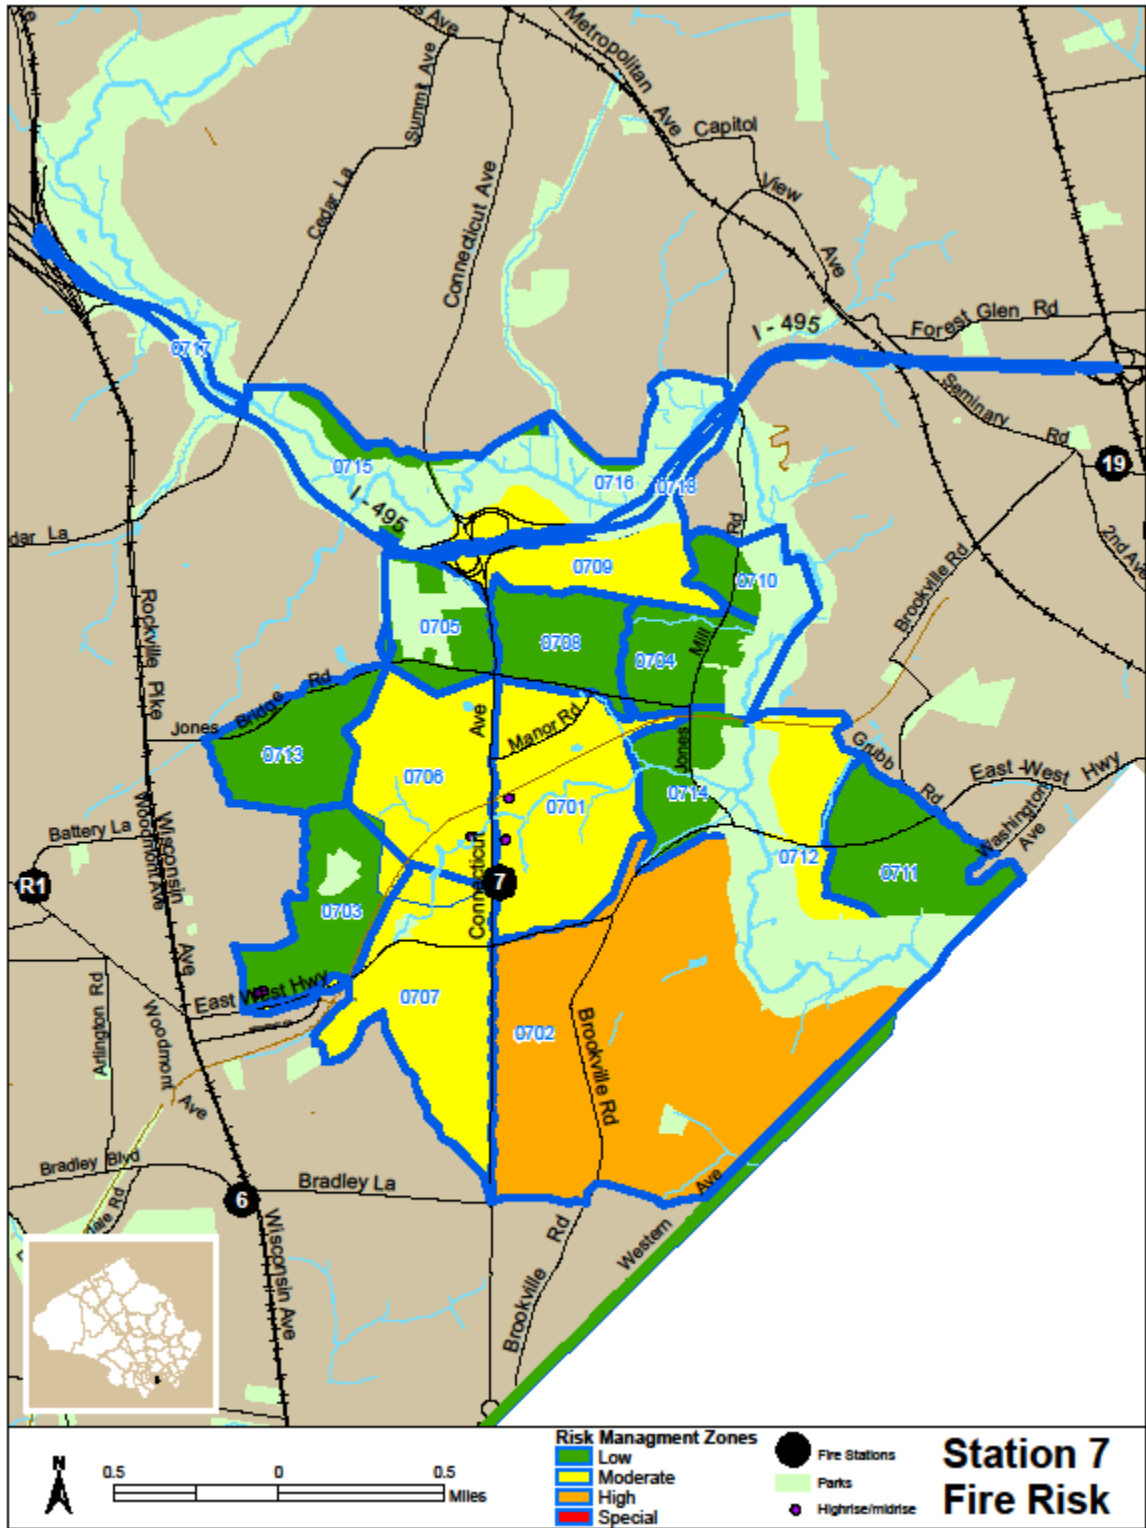 Metropolitan
Ave
Summit Ave
Capitol
View
Ave
Cedar La
Connecticut Ave
I - 495
Forest Glen Rd
0717
Seminary
Rd
19
0715
0716
0718
I - 495
2nd Ave
dar La
Rd
0709
0710
Brookville Rd
Rockville Pike
0705
0708
0704
Mill
Jones
Bridge
Rd
Ave
Manor Rd
Jones
Grubb
Rd
East-West Hwy
0713
0706
0701
0714
Washington
Ave
Battery La
Woodmont Ave
Wisconsin
Ave
0712
0711
R1
7
0703
Connecticut
East West Hwy
0707
0702
Arlington Rd
Woodmont
Ave
Brookville Rd
Bradley Blvd
dale Rd
6
Bradley La
Ave
Western
Wisconsin Ave
Brookville
Rd
N
0.5
0
0.5
Miles
Risk Managment Zones
Low
Moderate
High
Special
Fire Stations
Parks
Highrise/midrise
Station 7
Fire Risk